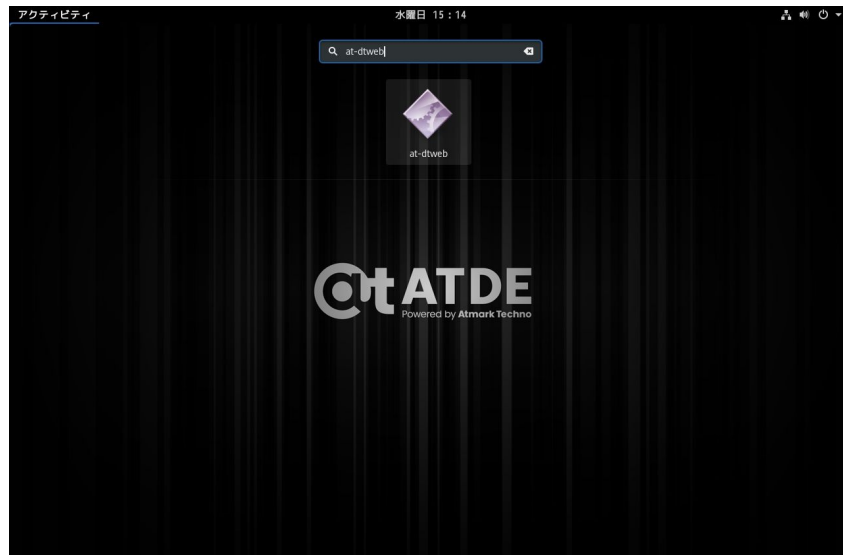 アクティビティ
水曜日 15：14
at-dtweb
at-dtweb
at ATDE
Powered by Atmark Techno